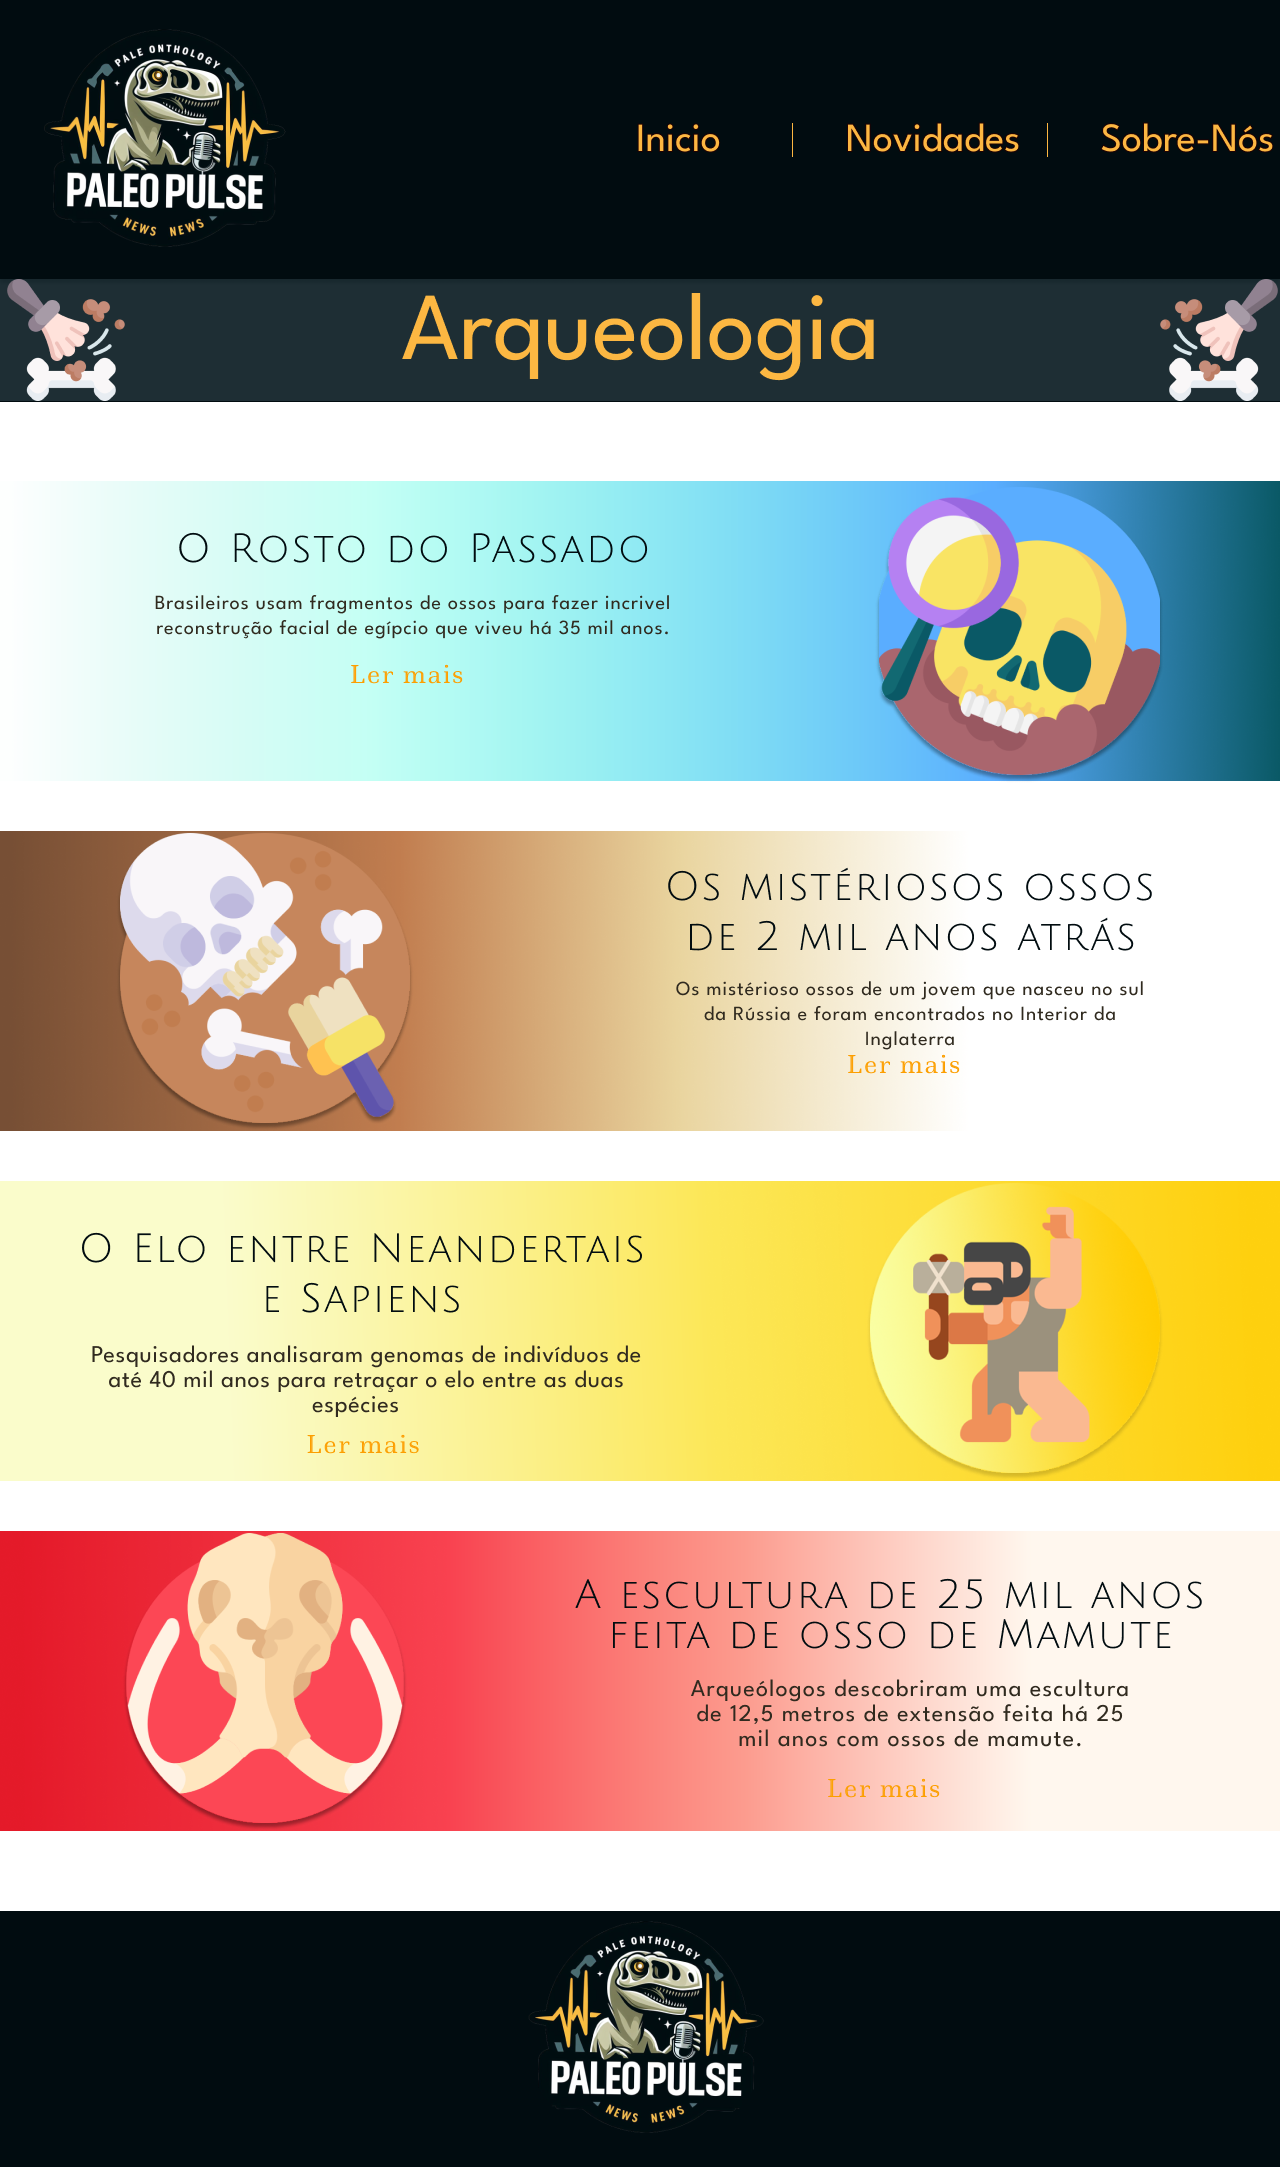 PALE ONTHOLOGY
PALEO PULSE
NEWS NEWS
Inicio
Novidades
Sobre-Nós
Arqueologia
O Rosto do Passado
Brasileiros usam fragmentos de ossos para fazer incrivel
reconstrução facial de egípcio que viveu há 35 mil anos.
Ler mais
Os mistériosos ossos
de 2 mil anos atrás
Os mistérioso ossos de um jovem que nasceu no sul
da Rússia e foram encontrados no Interior da
Inglaterra
Ler mais
O Elo entre Neandertais
e Sapiens
Pesquisadores analisaram genomas de indivíduos de
até 40 mil anos para retraçar o elo entre as duas
espécies
Ler mais
A escultura de 25 mil anos
feita de osso de Mamute
Arqueólogos descobriram uma escultura
de 12,5 metros de extensão feita há 25
mil anos com ossos de mamute.
Ler mais
PALE ONTHOLOGY
PALEO PULSE
NEWS NEWS